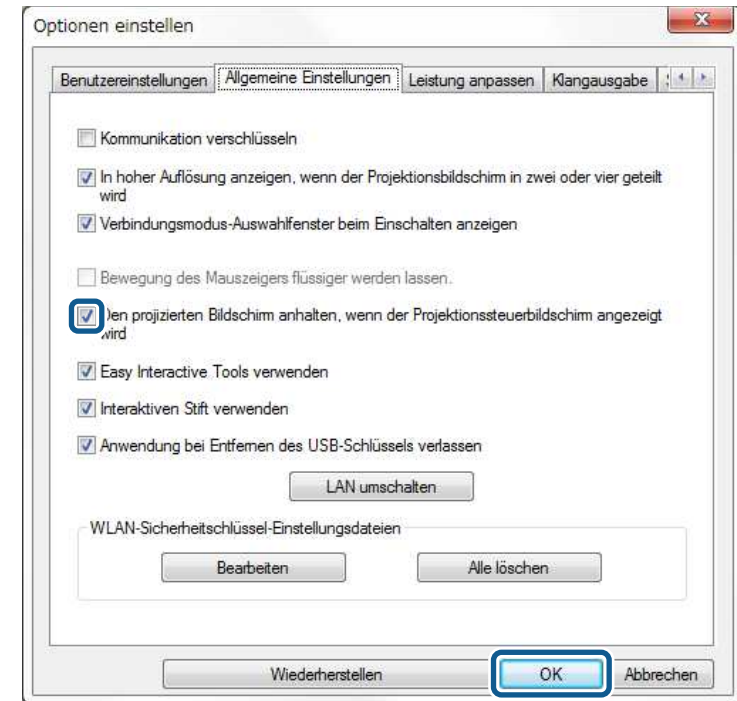 Optionen einstellen
Benutzereinstellungen Allgemeine Einstellungen Leistung anpassen Klangausgabe
Kommunikation verschlüsseln
In hoher Auflösung anzeigen, wenn der Projektionsbildschirm in zwei oder vier geteilt
wird
Verbindungsmodus-Auswahlfenster beim Einschalten anzeigen
Bewegung des Mauszeigers flüssiger werden lassen.
Den projizierten Bildschirm anhalten, wenn der Projektionssteuerbildschirm angezeigt
wird
Easy Interactive Tools verwenden
Interaktiven Stift verwenden
Anwendung bei Entfernen des USB-Schlüssels verlassen
LAN umschalten
WLAN-Sicherheitschlüssel-Einstellungsdateien
Bearbeiten Alle löschen
Wiederherstellen OK Abbrechen